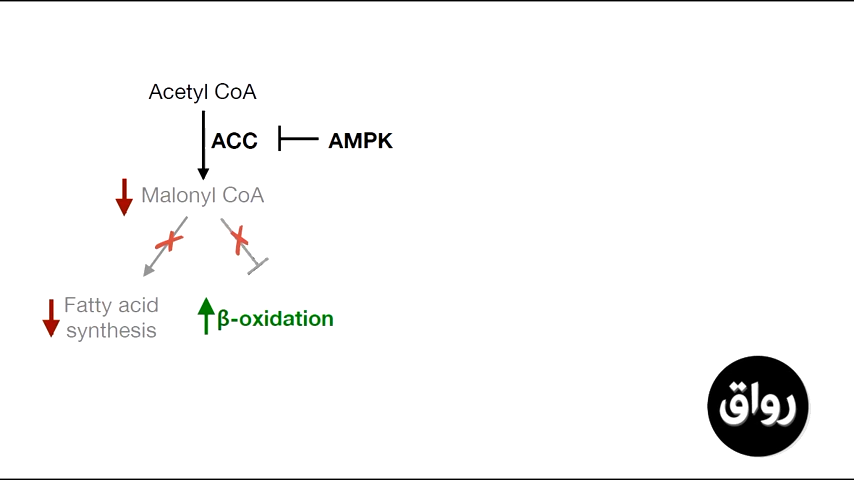 Acetyl CoA
ACC
AMPK
Malonyl CoA
Fatty acid
synthesis
β-oxidation
رواق